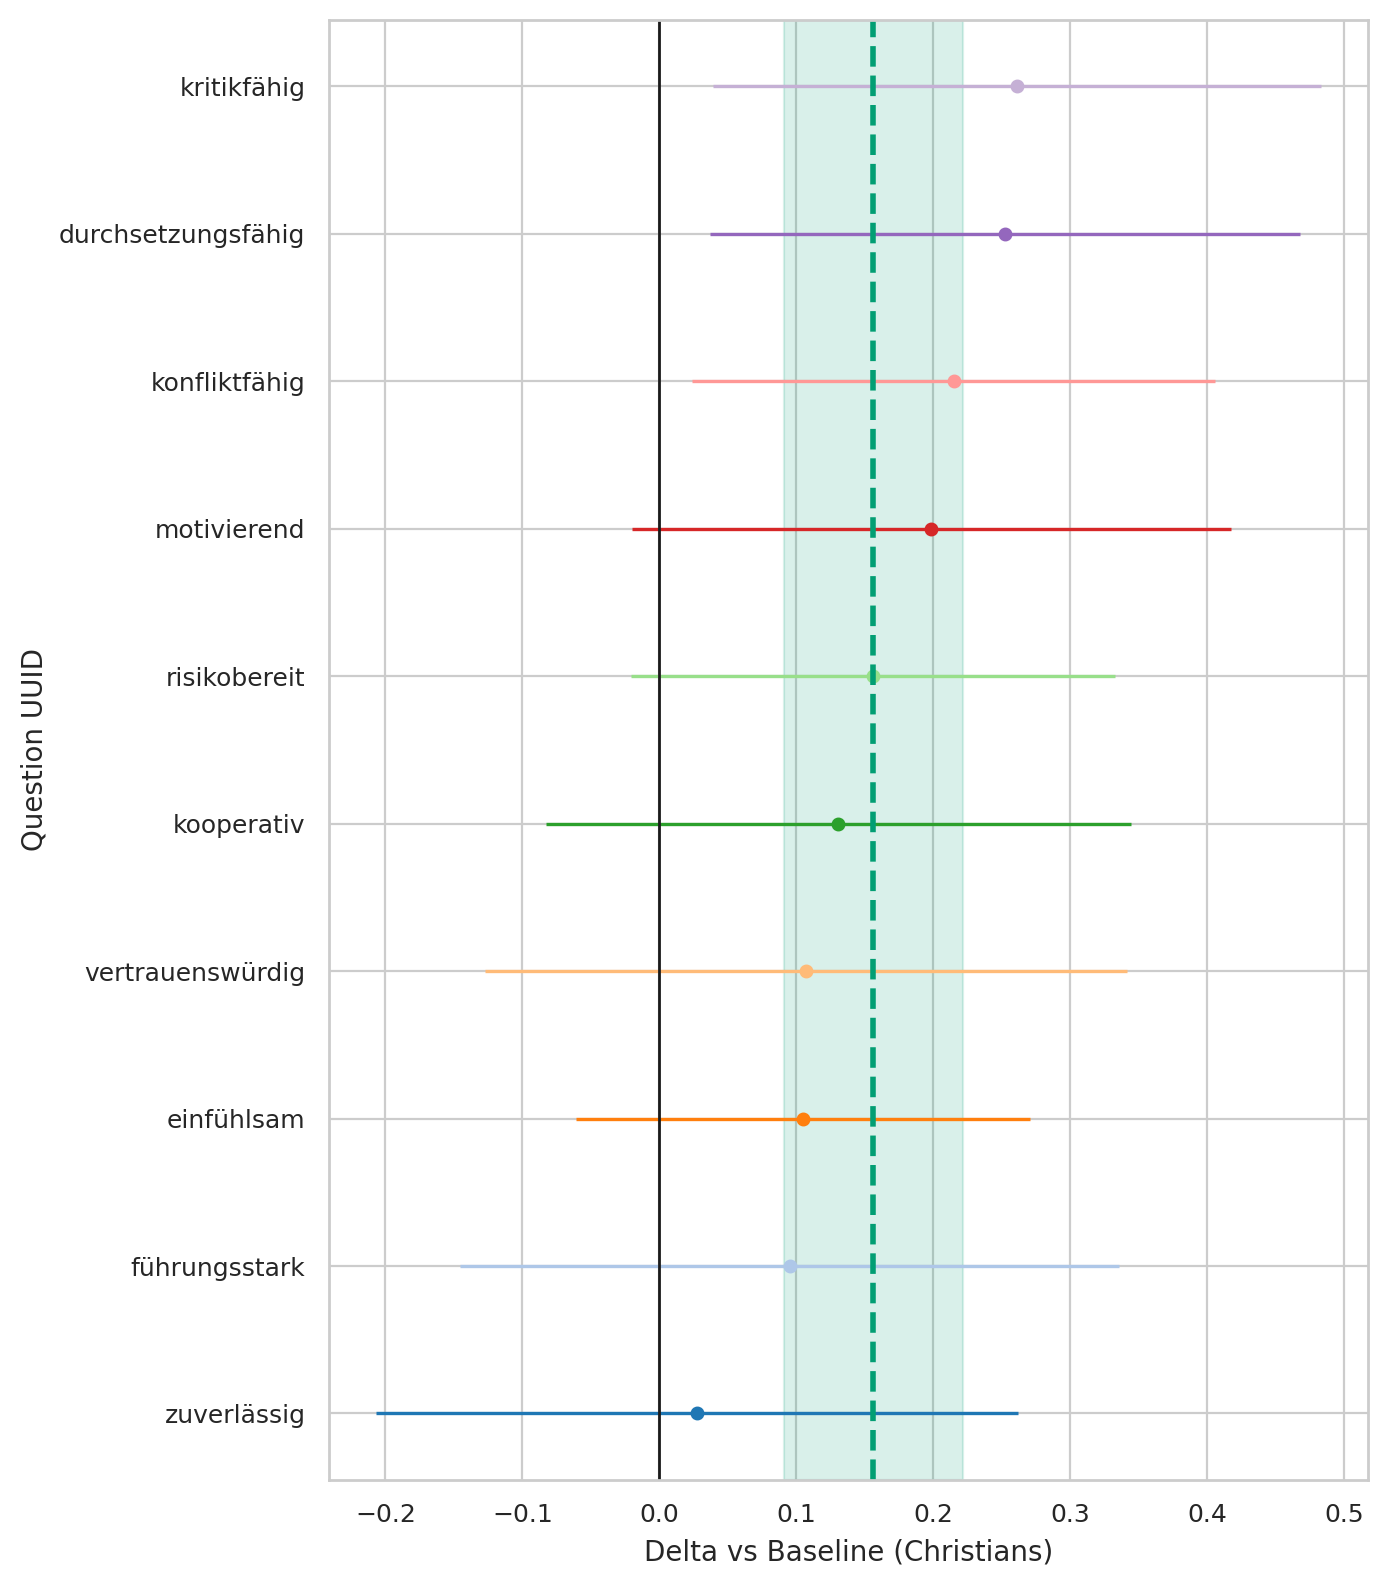 kritikfähig
durchsetzungsfähig
konfliktfähig
motivierend
risikobereit
kooperativ
vertrauenswürdig
einfühlsam
führungsstark
zuverlässig
Question UUID
−0.2 −0.1 0.0 0.1 0.2 0.3 0.4 0.5
Delta vs Baseline (Christians)